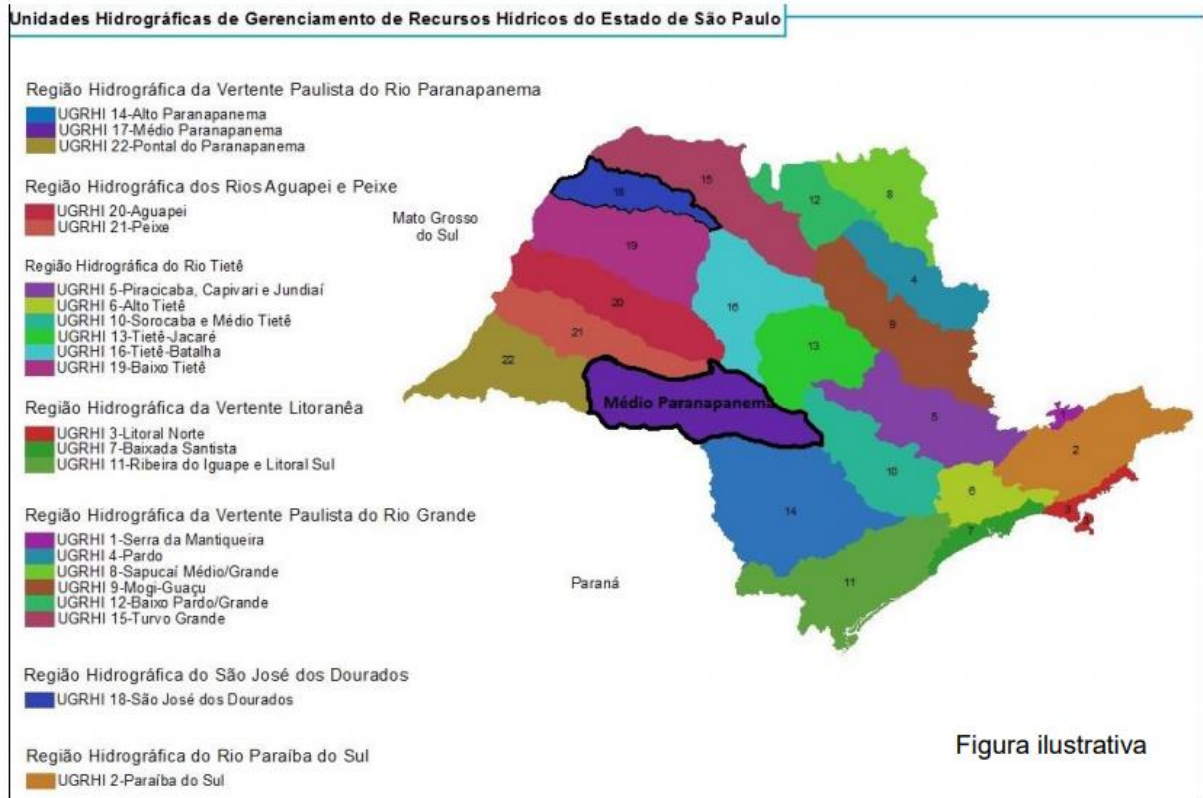 Unidades Hidrográficas de Gerenciamento de Recursos Hídricos do Estado de São Paulo
Região Hidrográfica da Vertente Paulista do Rio Paranapanema
UGRHI 14-Alto Paranapanema
UGRHI 17-Médio Paranapanema
UGRHI 22-Pontal do Paranapanema
Região Hidrográfica dos Rios Aguapei e Peixe
UGRHI 20-Aguapei
UGRHI 21-Peixe
Região Hidrográfica do Rio Tietê
UGRHI 5-Piracicaba, Capivari e Jundiaí
UGRHI 6-Alto Tietê
UGRHI 10-Sorocaba e Médio Tietê
UGRHI 13-Tietê-Jacaré
UGRHI 16-Tietê-Batalha
UGRHI 19-Baixo Tietê
Região Hidrográfica da Vertente Litoranêa
UGRHI 3-Litoral Norte
UGRHI 7-Baixada Santista
UGRHI 11-Ribeira do Iguape e Litoral Sul
Região Hidrográfica da Vertente Paulista do Rio Grande
UGRHI 1-Serra da Mantiqueira
UGRHI 4-Pardo
UGRHI 8-Sapucaí Médio/Grande
UGRHI 9-Mogi-Guaçu
UGRHI 12-Baixo Pardo/Grande
UGRHI 15-Turvo Grande
Região Hidrográfica do São José dos Dourados
UGRHI 18-São José dos Dourados
Região Hidrográfica do Rio Paraíba do Sul
UGRHI 2-Paraíba do Sul
Mato Grosso
do Sul
15
18
12
8
19
4
20
16
9
21
13
22
Médio Paranapanema
5
1
2
10
6
3
3
14
7
11
Paraná
Figura ilustrativa